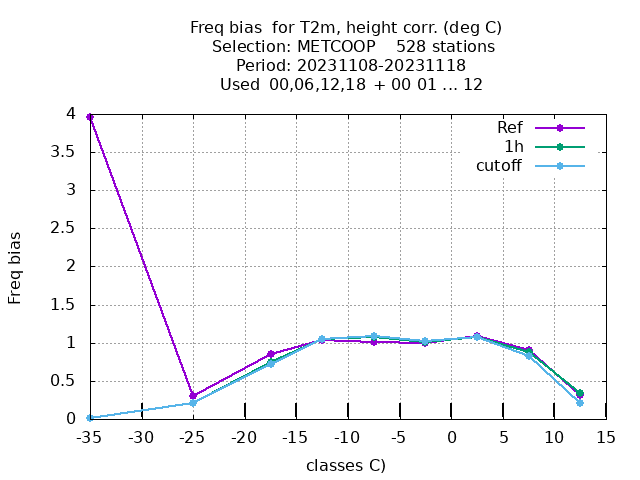 Freq bias  for T2m, height corr. (deg C)
Selection: METCOOP    528 stations
Period: 20231108-20231118
Used  00,06,12,18  + 00 01 ... 12
Ref
1h
cutoff
Freq bias
4
3.5
3
2.5
2
1.5
1
0.5
0
-35 -30 -25 -20 -15 -10 -5 0 5 10 15
classes C)